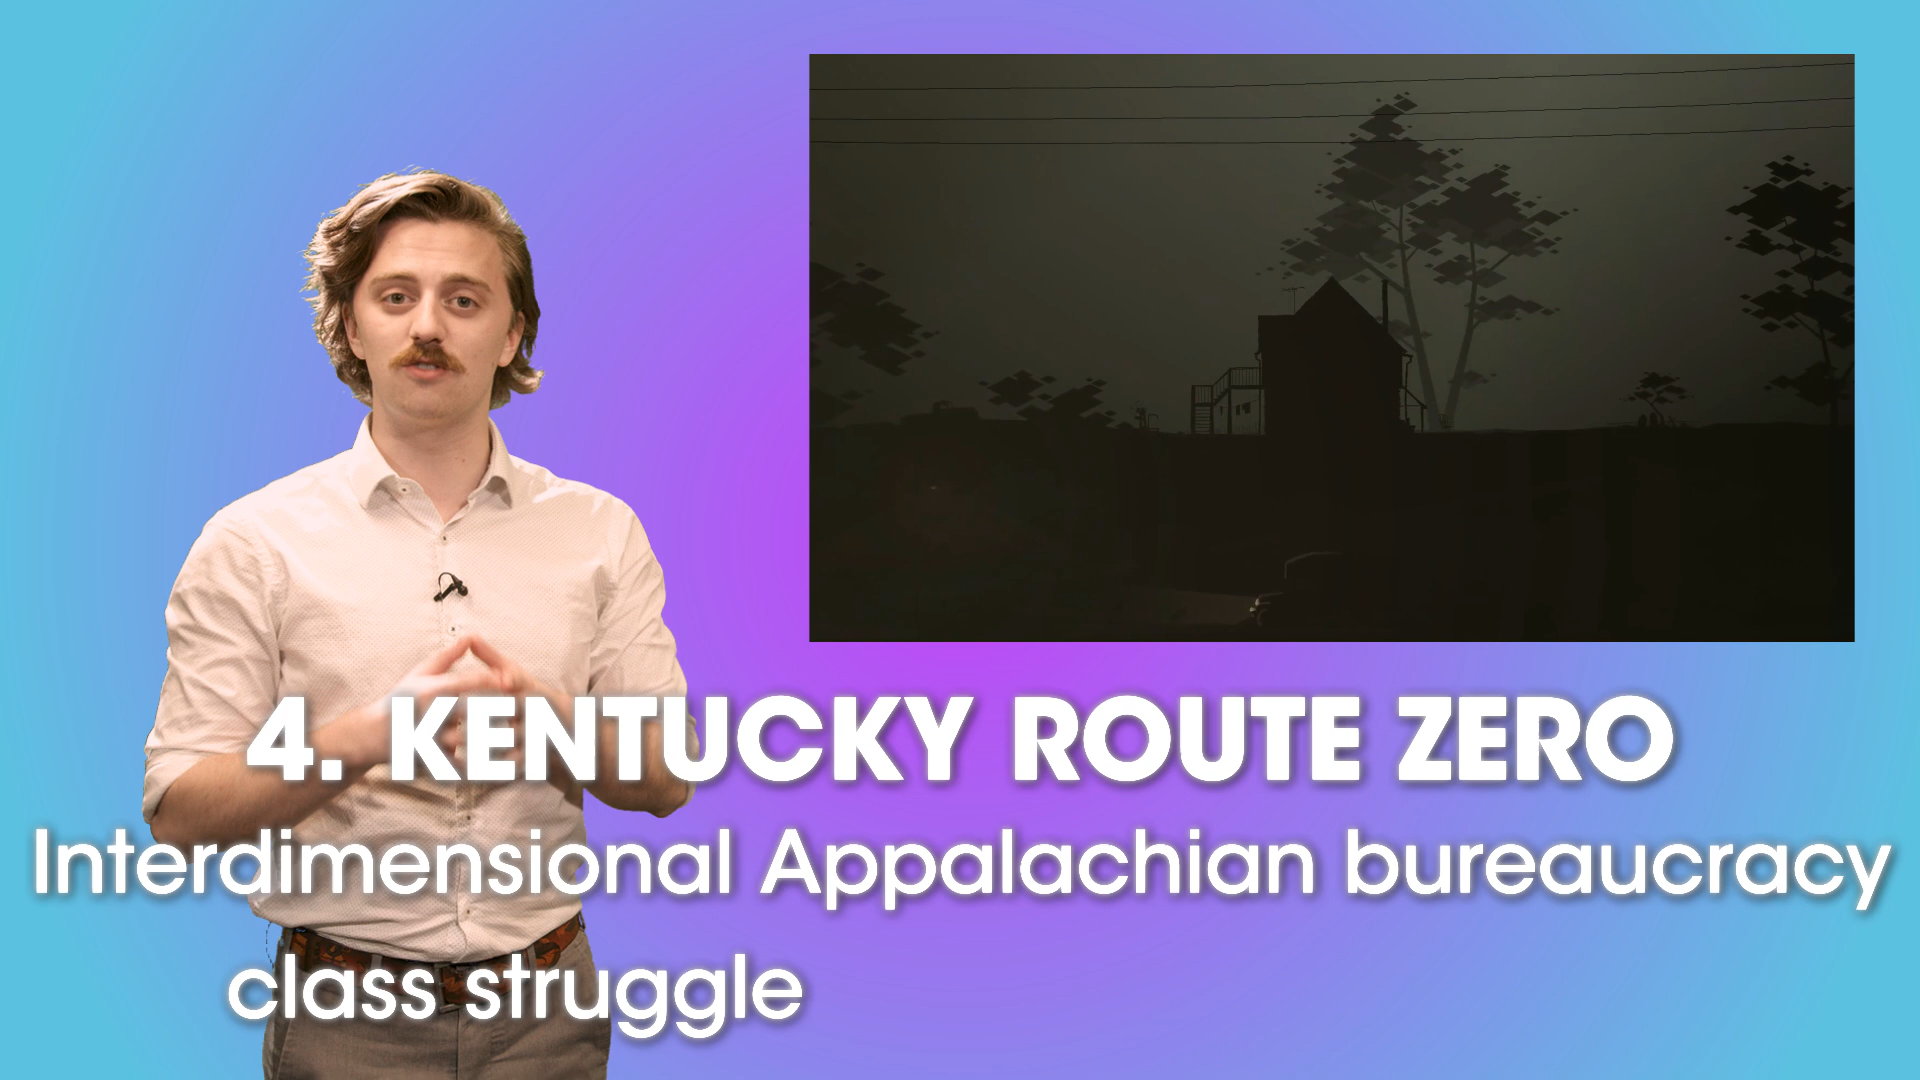 4. KENTUCKY ROUTE ZERO
Interdimensional Appalachian bureaucracy
class struggle